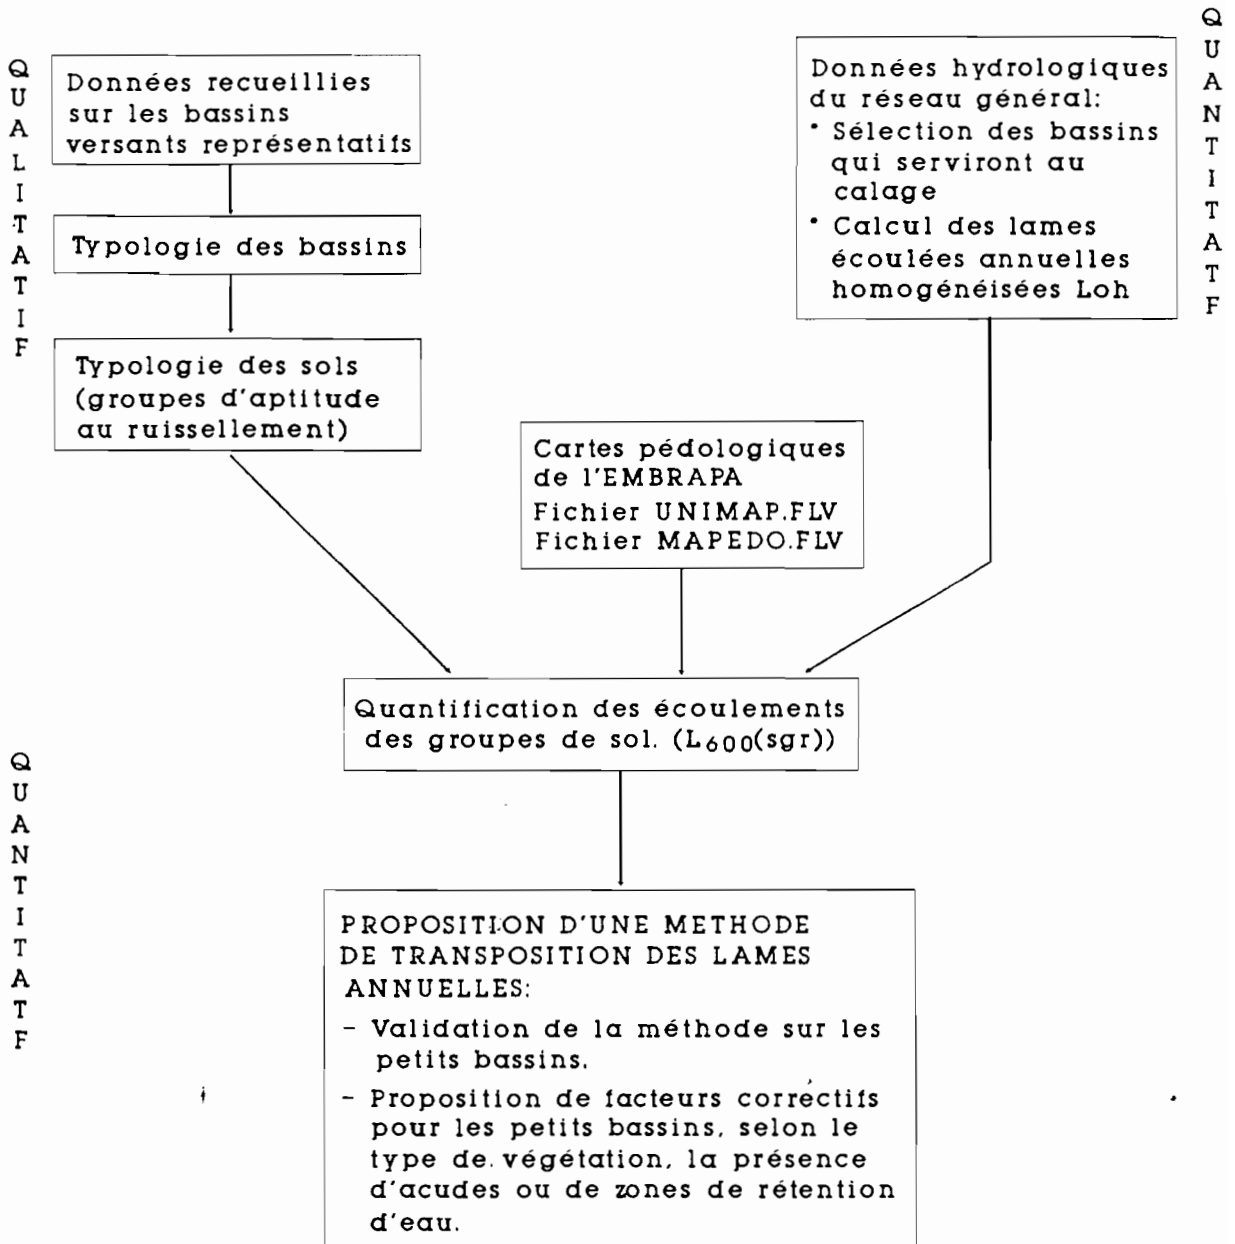 QUALITATIF
Données recueillies
sur les bassins
versants représentatifs
Typologie des bassins
Typologie des sols
(groupes d'aptitude
au ruissellement)
QUANTITATF
Données hydrologiques
du réseau général:
• Sélection des bassins
qui serviront au
calage
• Calcul des lames
écoulées annuelles
homogénéisées Loh
Cartes pédologiques
de l'EMBRAPA
Fichier UNIMAP.FLV
Fichier MAPEDO.FLV
QUANTITATF
Quantification des écoulements
des groupes de sol. (L600(sgr))
PROPOSITION D'UNE METHODE
DE TRANSPOSITION DES LAMES
ANNUELLES:
- Validation de la méthode sur les
petits bassins.
- Proposition de facteurs correctifs
pour les petits bassins, selon le
type de végétation, la présence
d'acudes ou de zones de rétention
d'eau.